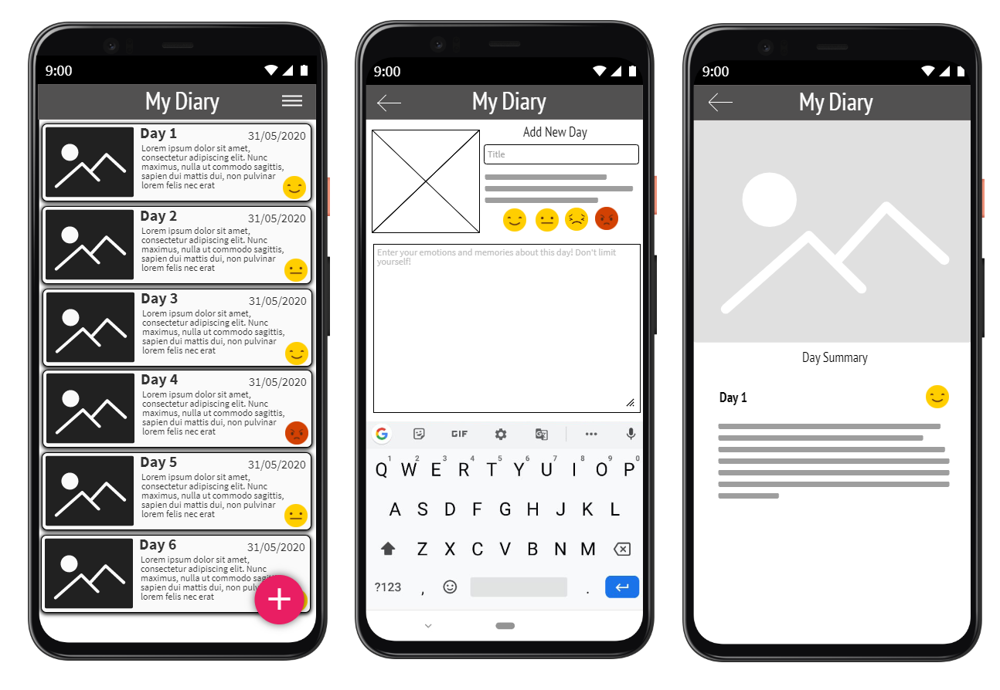 9:00
My Diary
Day 1
31/05/2020
Lorem ipsum dolor sit amet,
consectetur adipiscing elit. Nunc
maximus, nulla ut commodo sagittis,
sapien dui mattis dui, non pulvinar
lorem felis nec erat
Day 2
31/05/2020
Lorem ipsum dolor sit amet,
consectetur adipiscing elit. Nunc
maximus, nulla ut commodo sagittis,
sapien dui mattis dui, non pulvinar
lorem felis nec erat
Day 3
31/05/2020
Lorem ipsum dolor sit amet,
consectetur adipiscing elit. Nunc
maximus, nulla ut commodo sagittis,
sapien dui mattis dui, non pulvinar
lorem felis nec erat
Day 4
31/05/2020
Lorem ipsum dolor sit amet,
consectetur adipiscing elit. Nunc
maximus, nulla ut commodo sagittis,
sapien dui mattis dui, non pulvinar
lorem felis nec erat
Day 5
31/05/2020
Lorem ipsum dolor sit amet,
consectetur adipiscing elit. Nunc
maximus, nulla ut commodo sagittis,
sapien dui mattis dui, non pulvinar
lorem felis nec erat
Day 6
31/05/2020
Lorem ipsum dolor sit amet,
consectetur adipiscing elit. Nunc
maximus, nulla ut commodo
sapien dui mattis dui, non
lorem felis nec erat
9:00
My Diary
Add New Day
Title
Enter your emotions and memories about this day! Don't limit
yourself!
G GIF
1 2 3 4 5 6 7 8 9 0
Q W E R T Y U I O P
A S D F G H J K L
Z X C V B N M
?123 , .
9:00
My Diary
Day Summary
Day 1